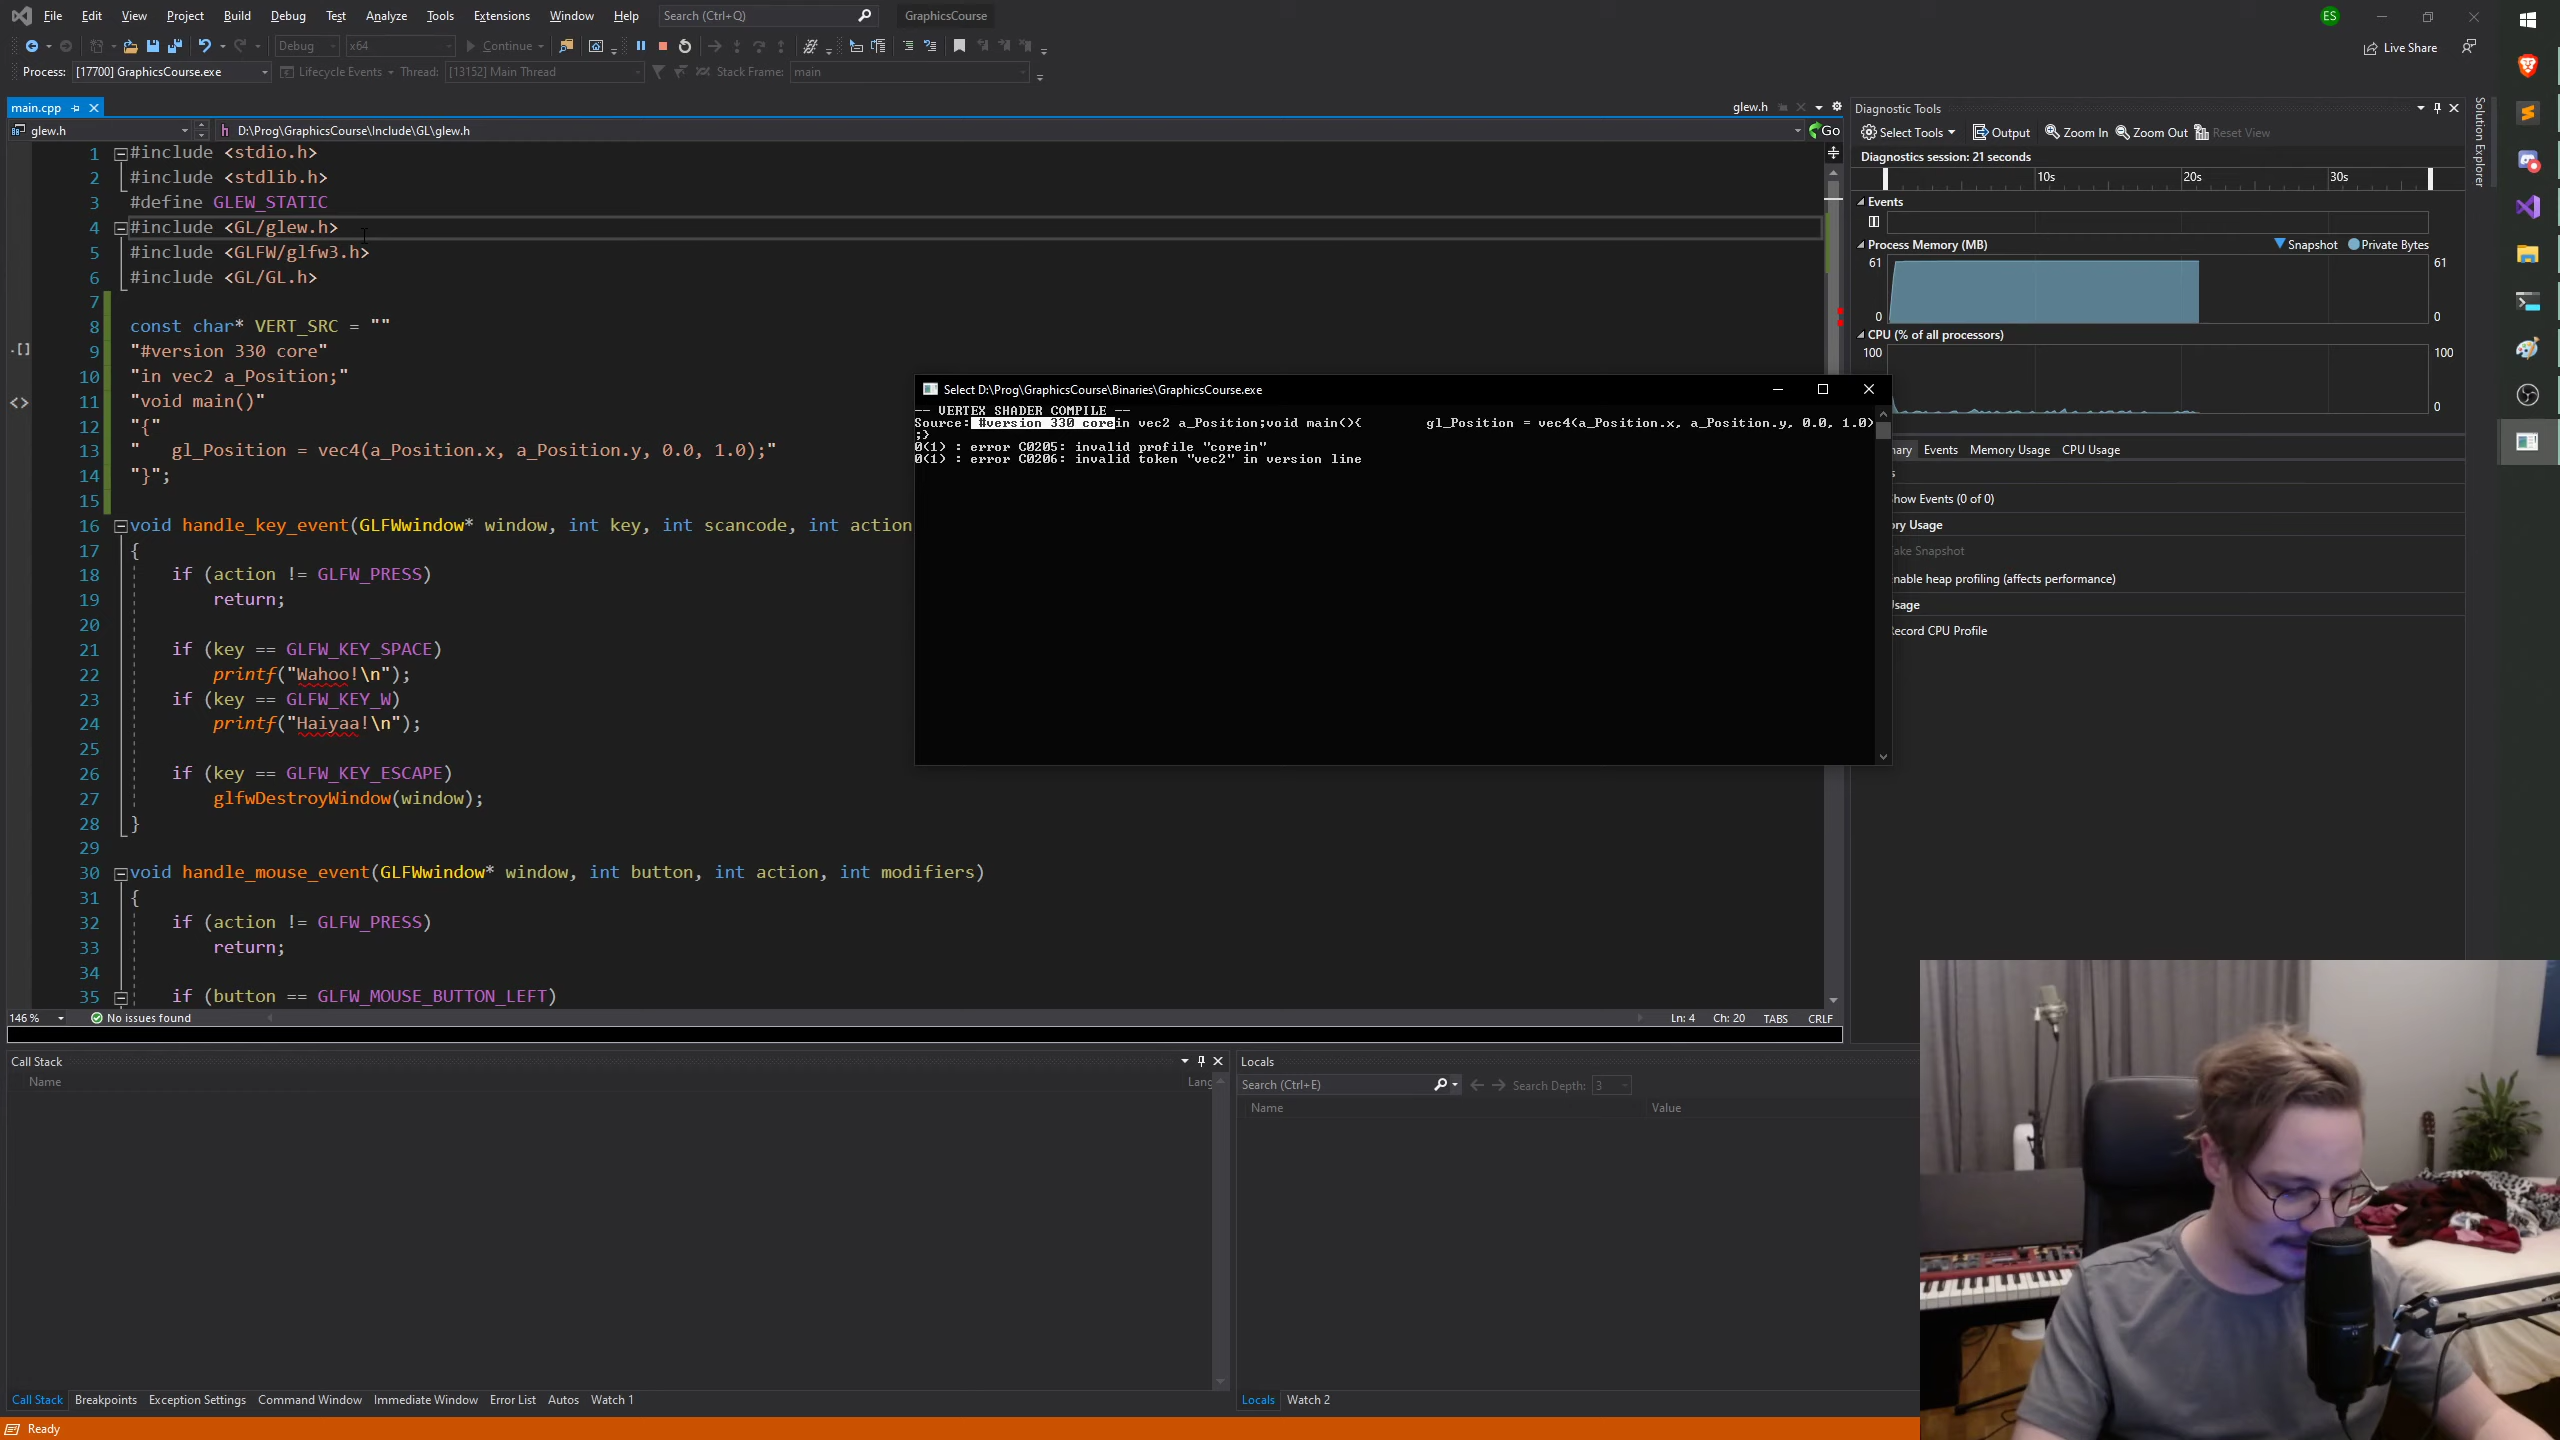 File Edit View Project Build Debug Test Analyze Tools Extensions Window Help Search (Ctrl+Q) GraphicsCourse ES
Debug x64 Continue Live Share
Process: [17700] GraphicsCourse.exe Lifecycle Events Thread: [13152] Main Thread Stack Frame: main
main.cpp glew.h
glew.h D:\Prog\GraphicsCourse\Include\GL\glew.h Go
1 #include <stdio.h>
2 #include <stdlib.h>
3 #define GLEW_STATIC
4 #include <GL/glew.h>
5 #include <GLFW/glfw3.h>
6 #include <GL/GL.h>
7
8 const char* VERT_SRC = ""
9 "#version 330 core"
10 "in vec2 a_Position;"
11 "void main()"
12 "{"
13 "	gl_Position = vec4(a_Position.x, a_Position.y, 0.0, 1.0);"
14 "}";
15
16 void handle_key_event(GLFWwindow* window, int key, int scancode, int action
17 {
18 if (action != GLFW_PRESS)
19 return;
20
21 if (key == GLFW_KEY_SPACE)
22 printf("Wahoo!\n");
23 if (key == GLFW_KEY_W)
24 printf("Haiyaa!\n");
25
26 if (key == GLFW_KEY_ESCAPE)
27 glfwDestroyWindow(window);
28 }
29
30 void handle_mouse_event(GLFWwindow* window, int button, int action, int modifiers)
31 {
32 if (action != GLFW_PRESS)
33 return;
34
35 if (button == GLFW_MOUSE_BUTTON_LEFT)
146 % No issues found Ln: 4 Ch: 20 TABS CRLF
Select D:\Prog\GraphicsCourse\Binaries\GraphicsCourse.exe
-- VERTEX SHADER COMPILE --
Source: #version 330 corein vec2 a_Position;void main(){ gl_Position = vec4(a_Position.x, a_Position.y, 0.0, 1.0)
;}
0(1) : error C0205: invalid profile "corein"
0(1) : error C0206: invalid token "vec2" in version line
Diagnostic Tools
Select Tools Output Zoom In Zoom Out Reset View
Diagnostics session: 21 seconds
10s 20s 30s
Events
Process Memory (MB) Snapshot Private Bytes
61 61
0 0
CPU (% of all processors)
100 100
0
Events Memory Usage CPU Usage
how Events (0 of 0)
ry Usage
ake Snapshot
nable heap profiling (affects performance)
sage
ecord CPU Profile
Solution Explorer
Call Stack
Name Lang
Call Stack Breakpoints Exception Settings Command Window Immediate Window Error List Autos Watch 1
Locals
Search (Ctrl+E) Search Depth: 3
Name Value
Locals Watch 2
Ready